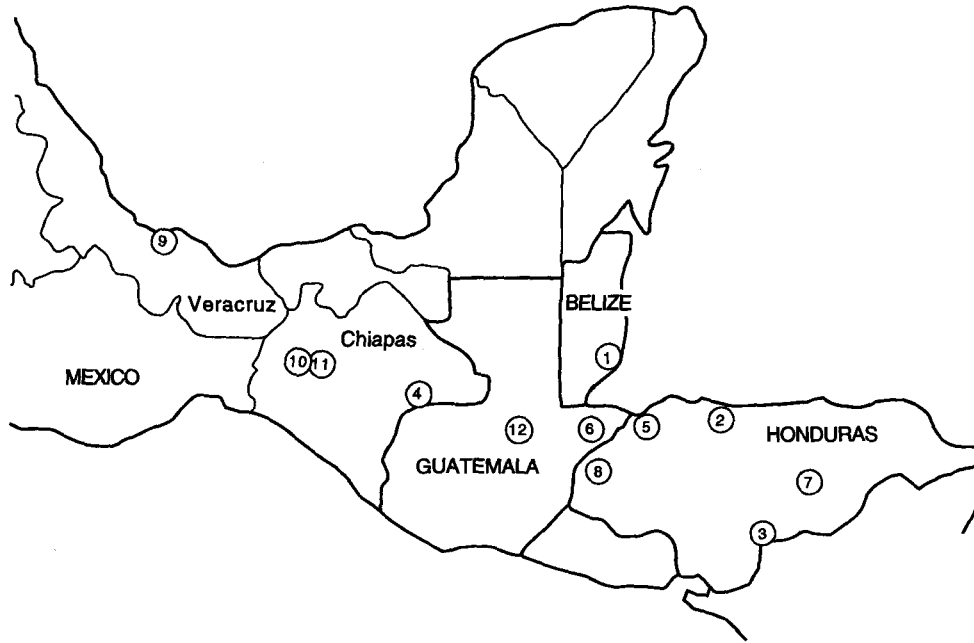 9
Veracruz
BELIZE
Chiapas
10
11
1
MEXICO
4
12
6
5
2
HONDURAS
GUATEMALA
8
7
3